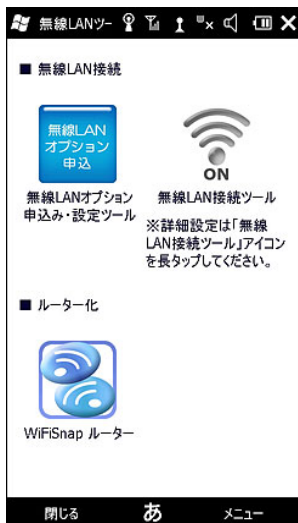 無線LANツｰ
■ 無線LAN接続
無線LAN
オプション
申込
ON
無線LANオプション
申込み・設定ツール
無線LAN接続ツール
※詳細設定は「無線
LAN接続ツール」アイコン
を長タップしてください。
■ ルーター化
WiFiSnap ルーター
閉じる
あ
メニュー